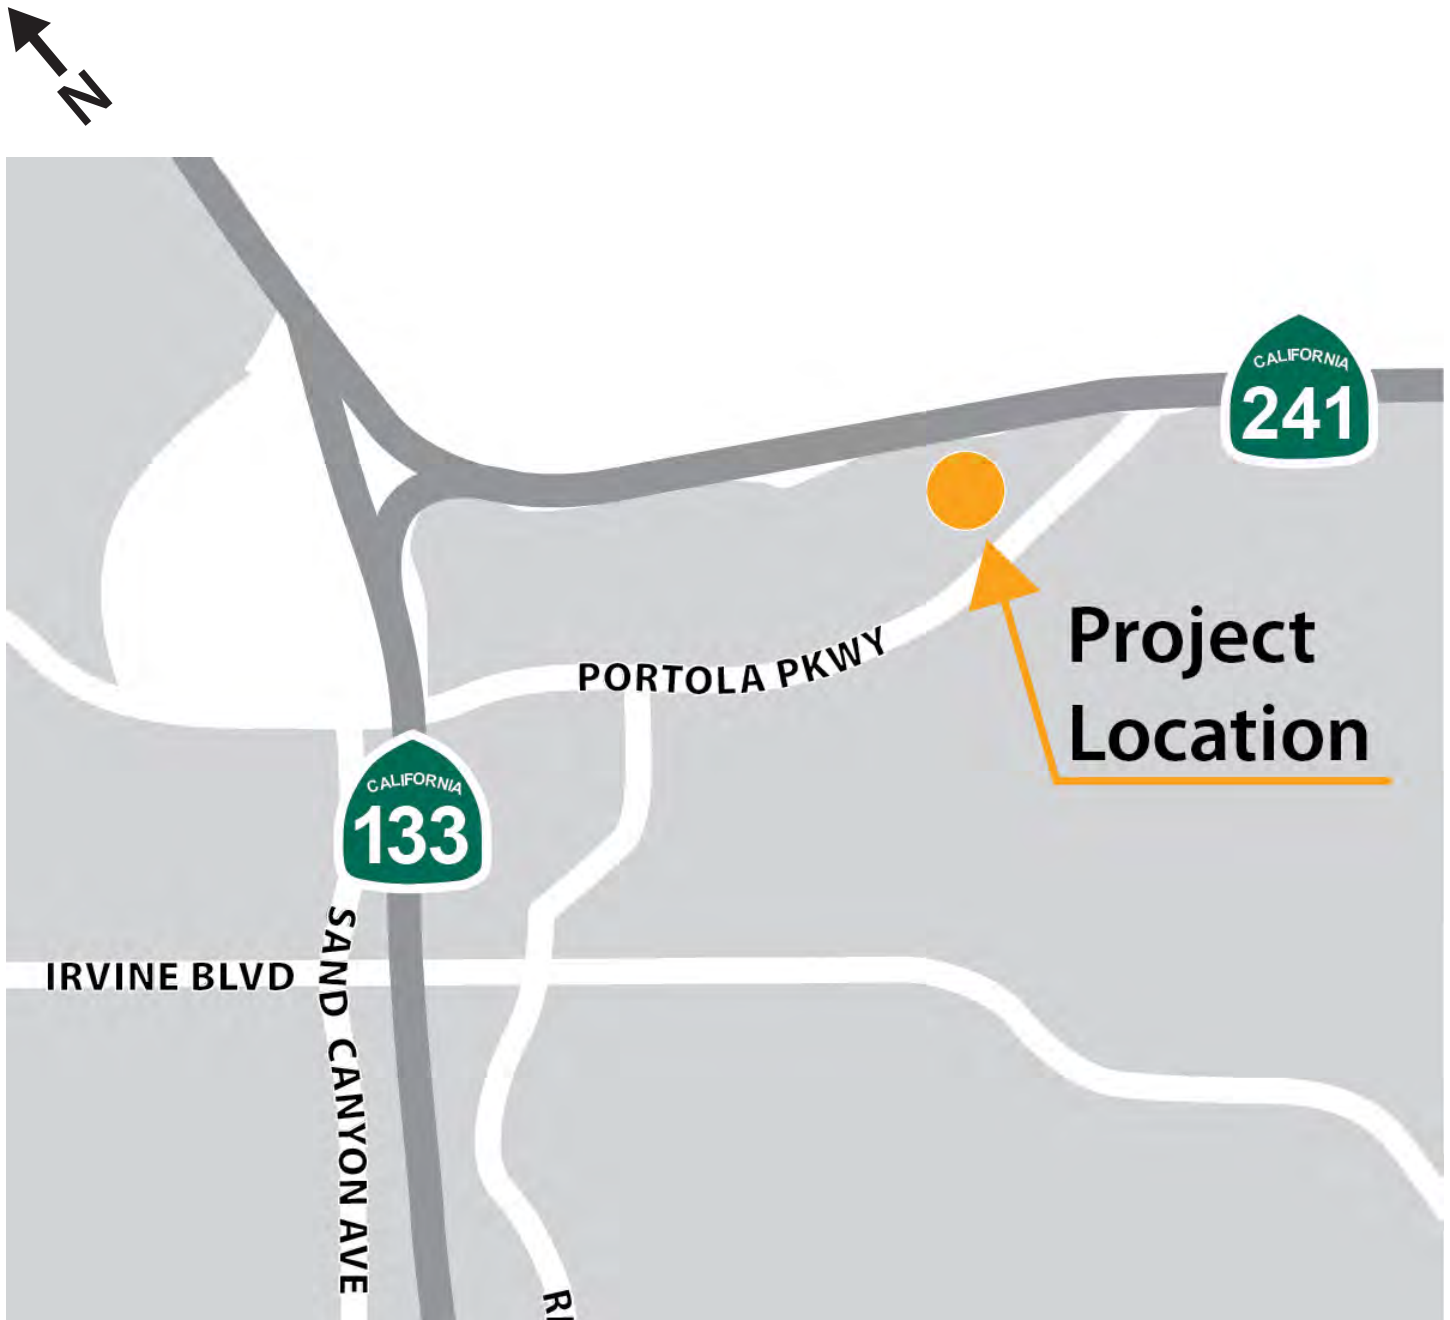 N
CALIFORNIA
241
Project
Location
PORTOLA PKWY
CALIFORNIA
133
IRVINE BLVD
SAND CANYON AVE